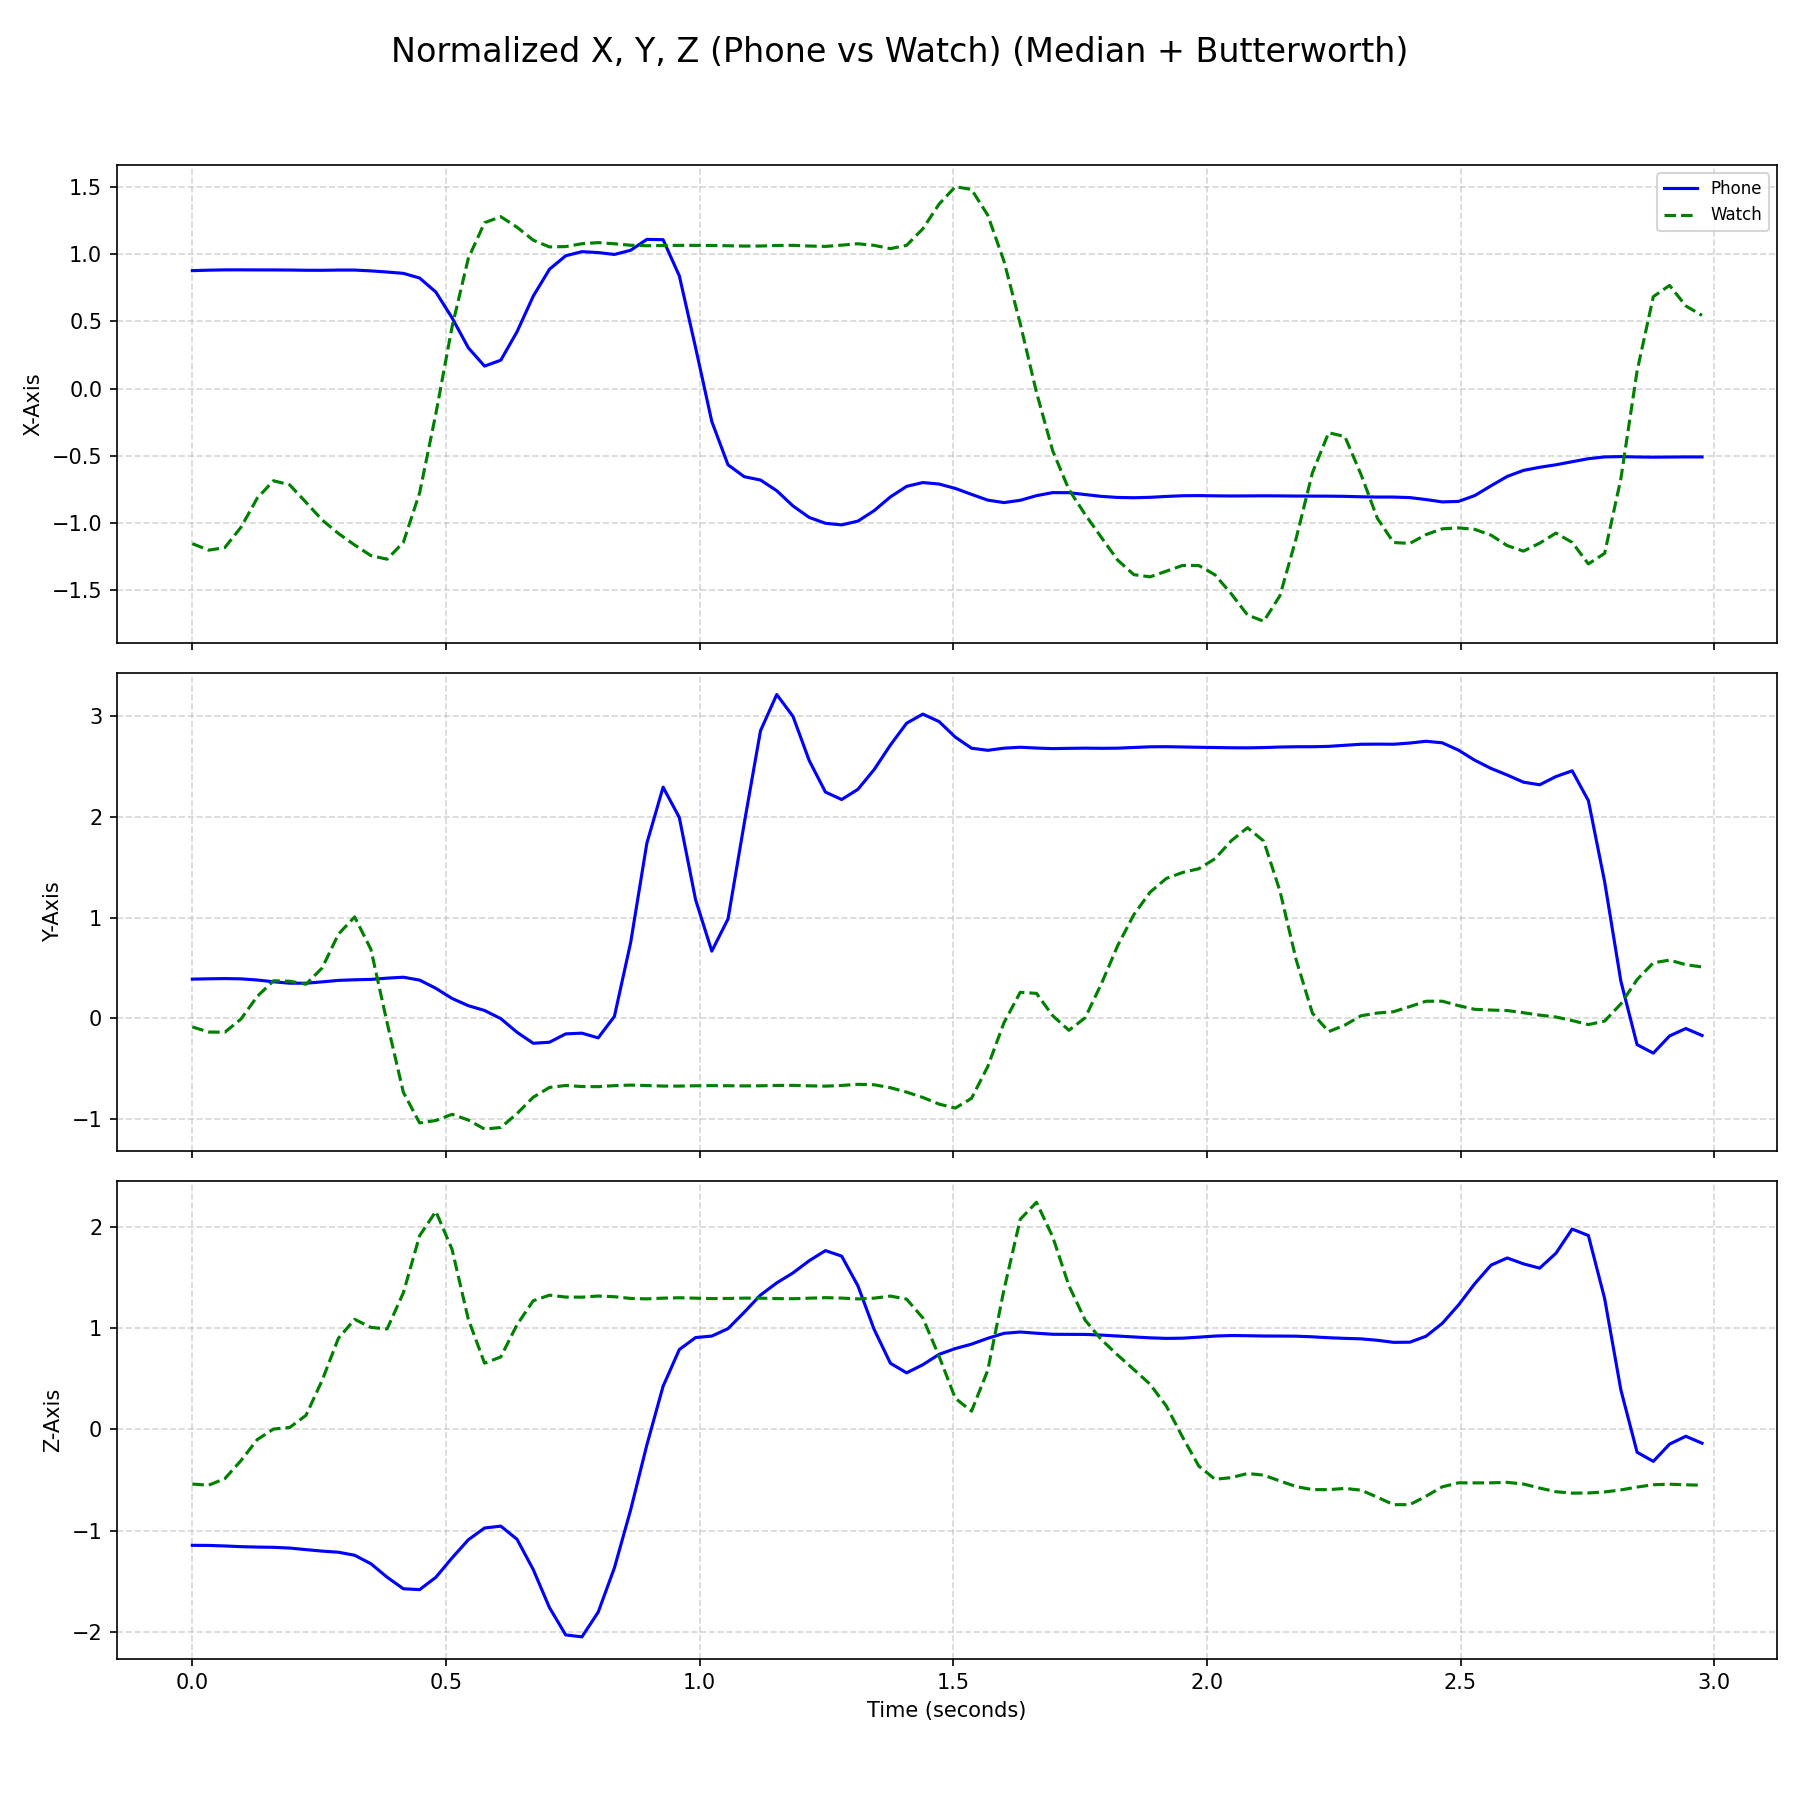 Normalized X, Y, Z (Phone vs Watch) (Median + Butterworth)
Phone
Watch
X-Axis
1.5
1.0
0.5
0.0
−0.5
−1.0
−1.5
Y-Axis
3
2
1
0
−1
Z-Axis
2
1
0
−1
−2
0.0 0.5 1.0 1.5 2.0 2.5 3.0
Time (seconds)